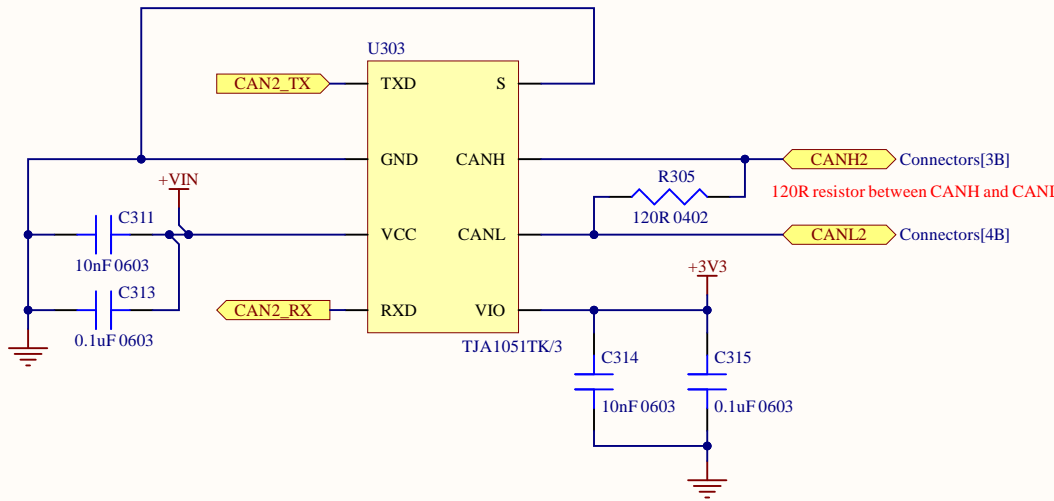 U303
CAN2_TX
TXD
S
GND
CANH
CANH2
Connectors[3B]
+VIN
R305
120R resistor between CANH and CANL
C311
120R 0402
VCC
CANL
CANL2
Connectors[4B]
10nF 0603
+3V3
C313
CAN2_RX
RXD
VIO
0.1uF 0603
TJA1051TK/3
C314
C315
10nF 0603
0.1uF 0603